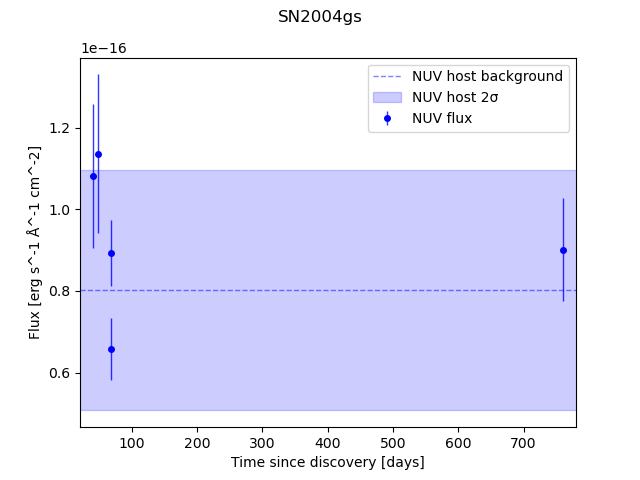 SN2004gs
1e−16
NUV host background
NUV host 2σ
NUV flux
1.2
1.0
0.8
0.6
Flux [erg s^-1 Å^-1 cm^-2]
100 200 300 400 500 600 700
Time since discovery [days]